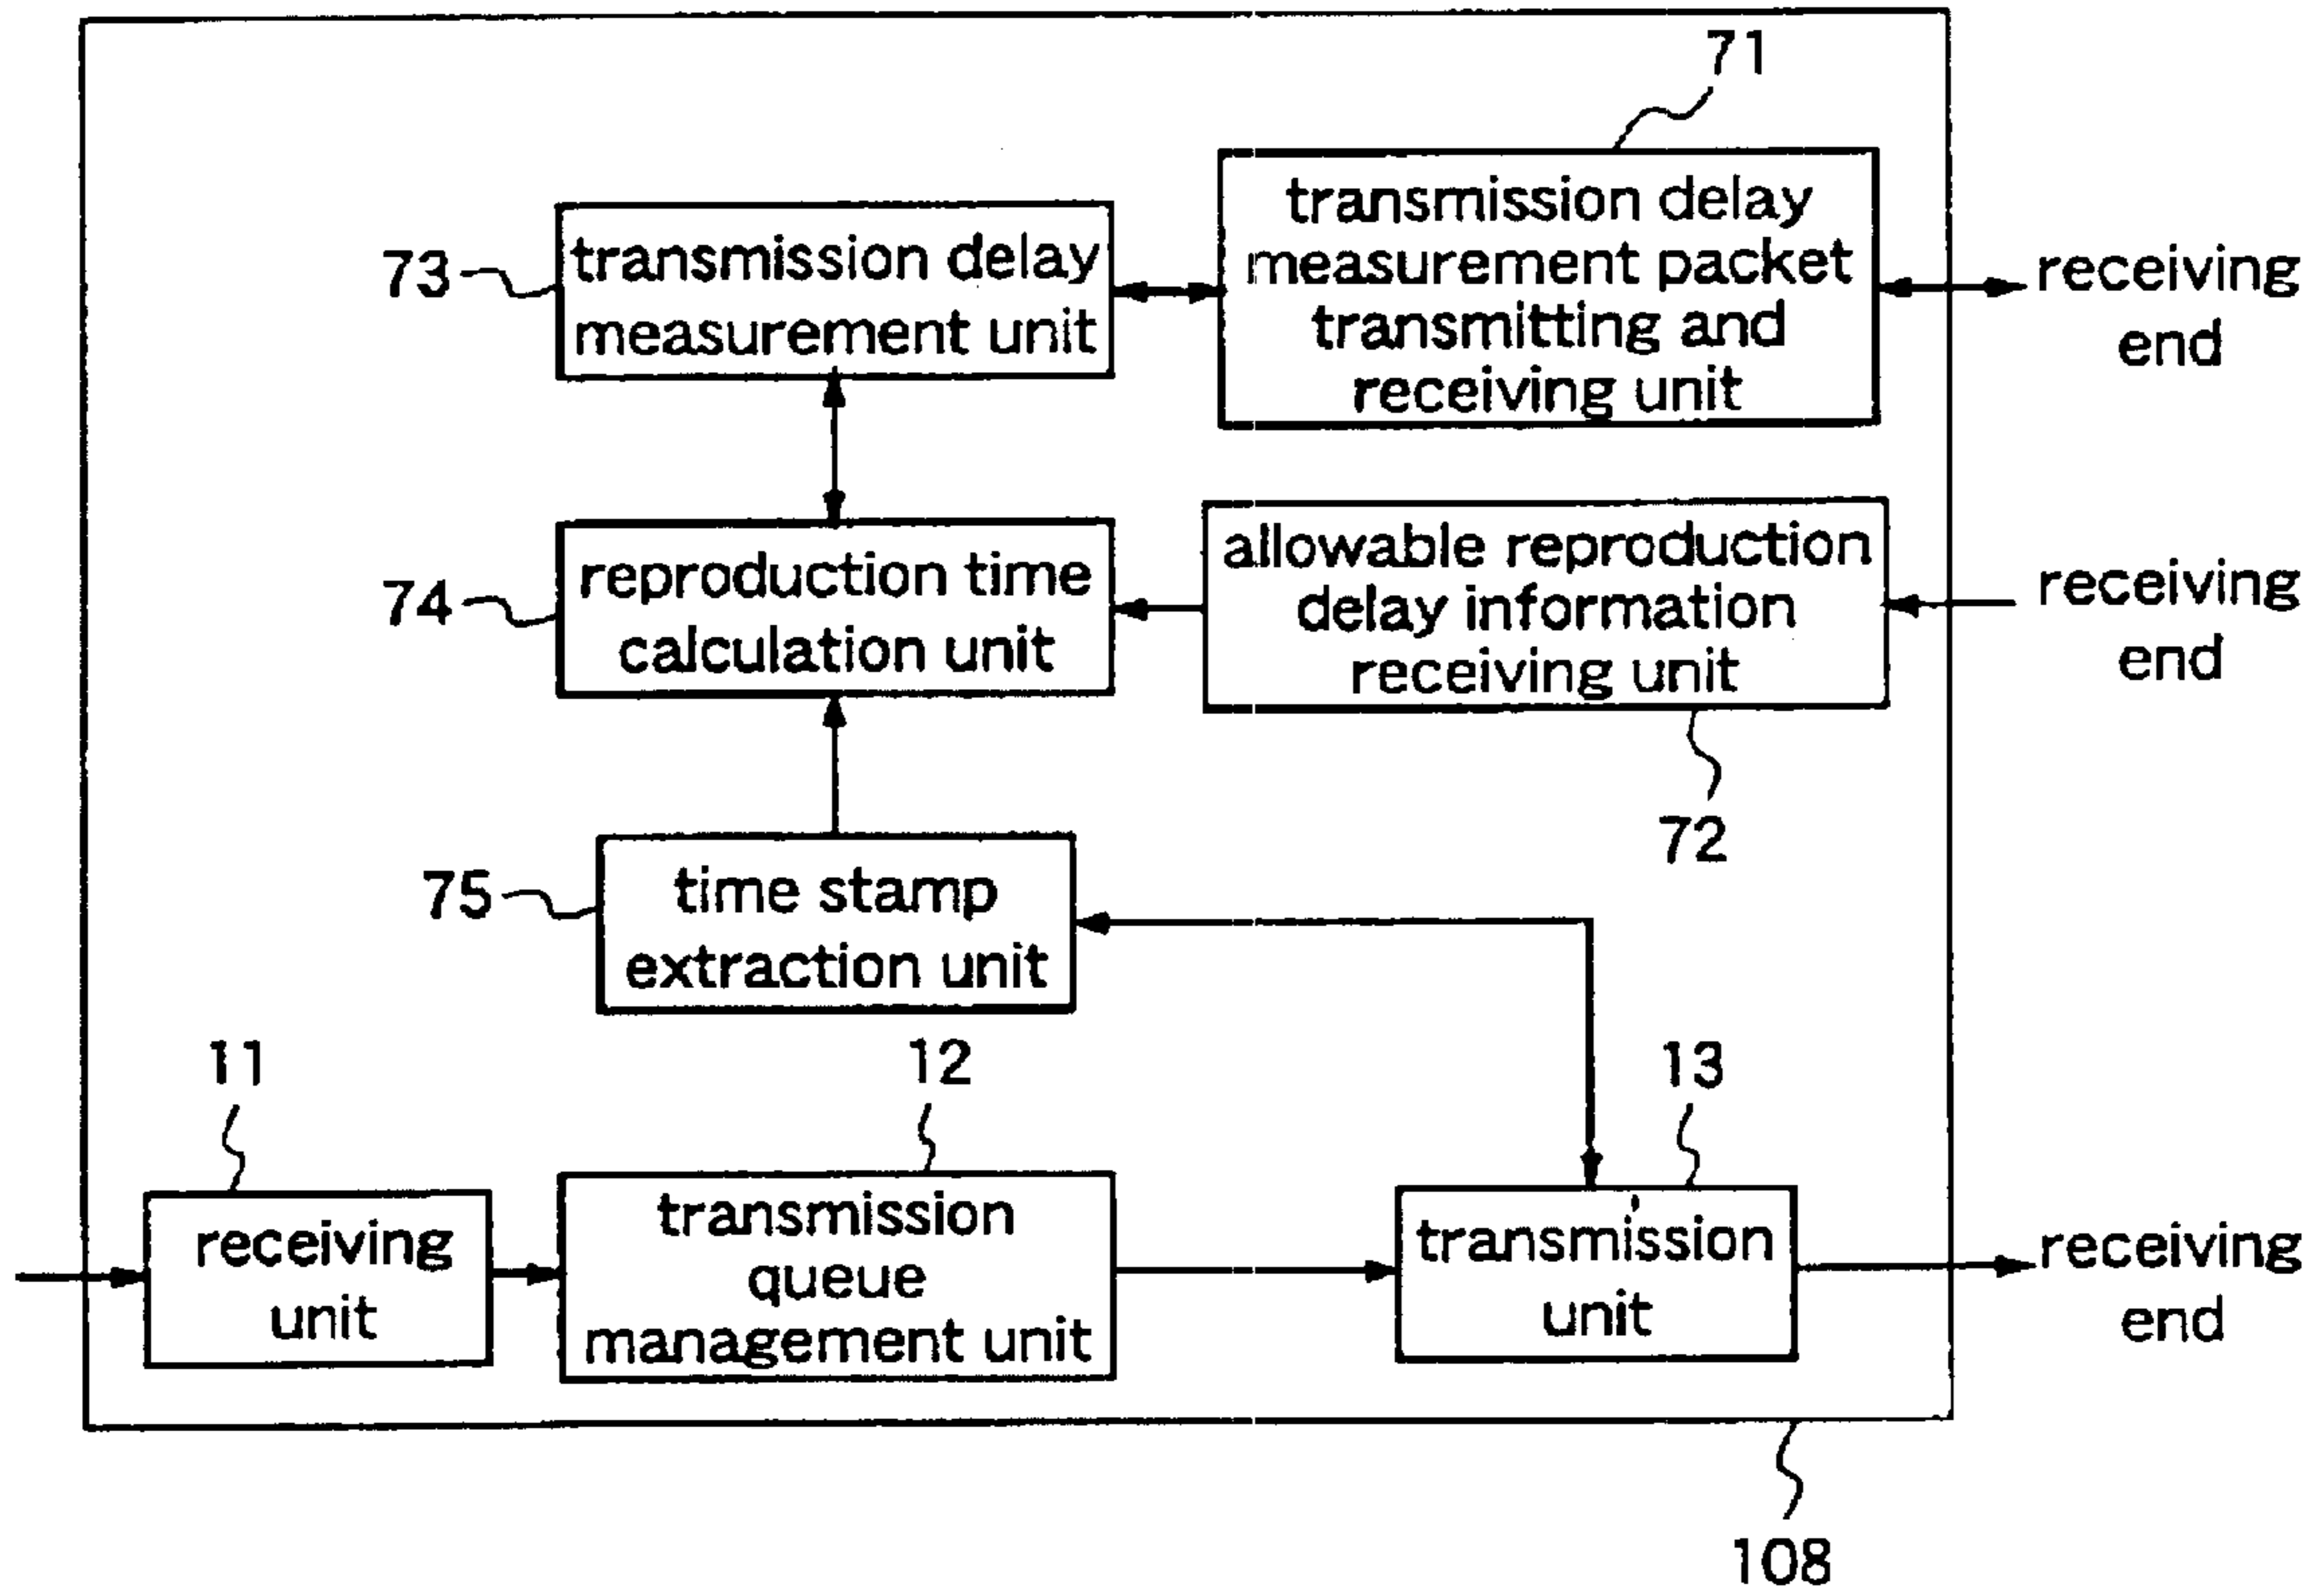 71
transmission delay
measurement packet
transmitting and
receiving unit
73
transmission delay
measurement unit
receiving
end
74
reproduction time
calculation unit
allowable reproduction
delay information
receiving unit
receiving
end
72
75
time stamp
extraction unit
11
12
13
receiving
unit
transmission
queue
management unit
transmission
unit
receiving
end
108